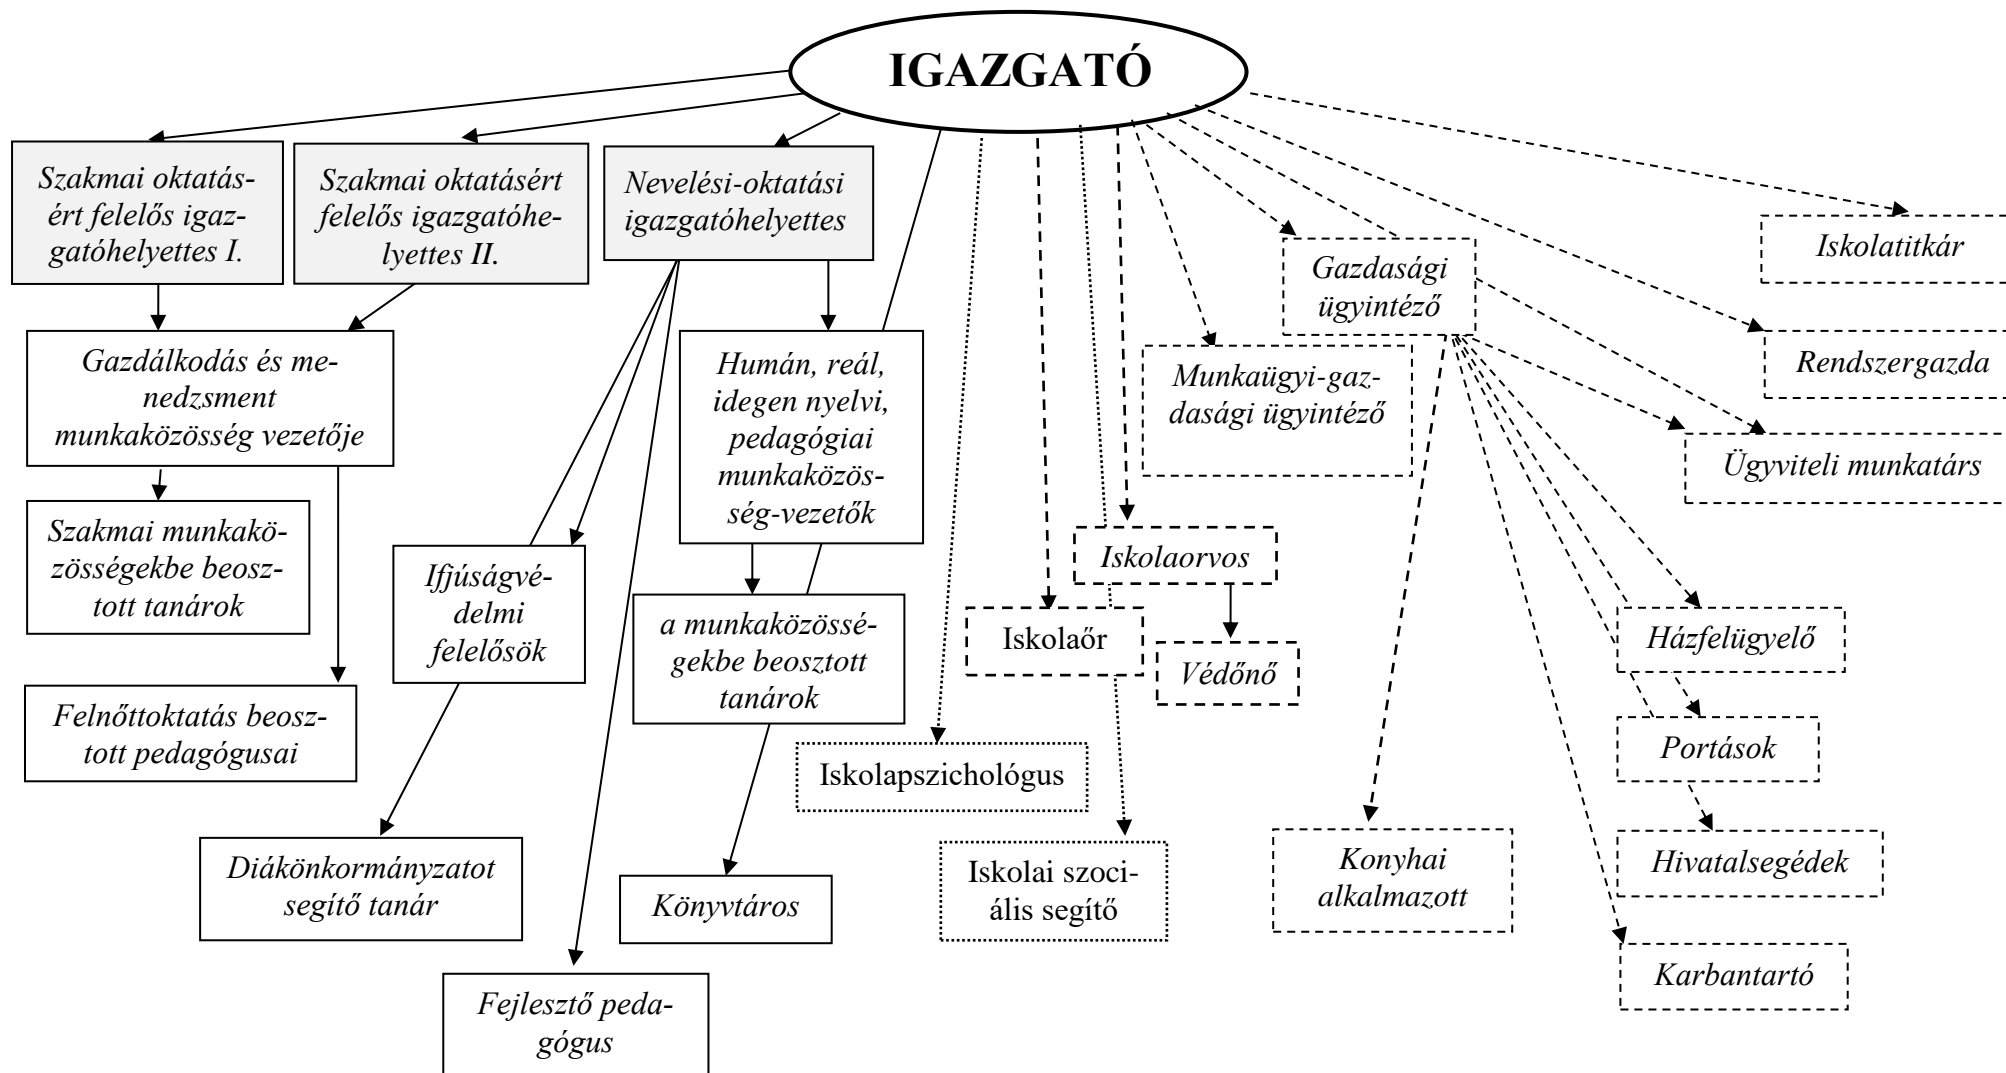 IGAZGATÓ
Szakmai oktatás-
ért felelős igaz-
gatóhelyettes I.
Szakmai oktatásért
felelős igazgatóhe-
lyettes II.
Nevelési-oktatási
igazgatóhelyettes
Iskolatitkár
Gazdasági
ügyintéző
Gazdálkodás és me-
nedzsment
munkaközösség vezetője
Humán, reál,
idegen nyelvi,
pedagógiai
munkaközös-
ség-vezetők
Munkaügyi-gaz-
dasági ügyintéző
Rendszergazda
Ügyviteli munkatárs
Szakmai munkakö-
zösségekbe beosz-
tott tanárok
Ifjúságvé-
delmi
felelősök
a munkaközössé-
gekbe beosztott
tanárok
Iskolaorvos
Iskolaőr
Védőnő
Házfelügyelő
Felnőttoktatás beosz-
tott pedagógusai
Iskolapszichológus
Portások
Diákönkormányzatot
segítő tanár
Könyvtáros
Iskolai szoci-
ális segítő
Konyhai
alkalmazott
Hivatalsegédek
Fejlesztő peda-
gógus
Karbantartó